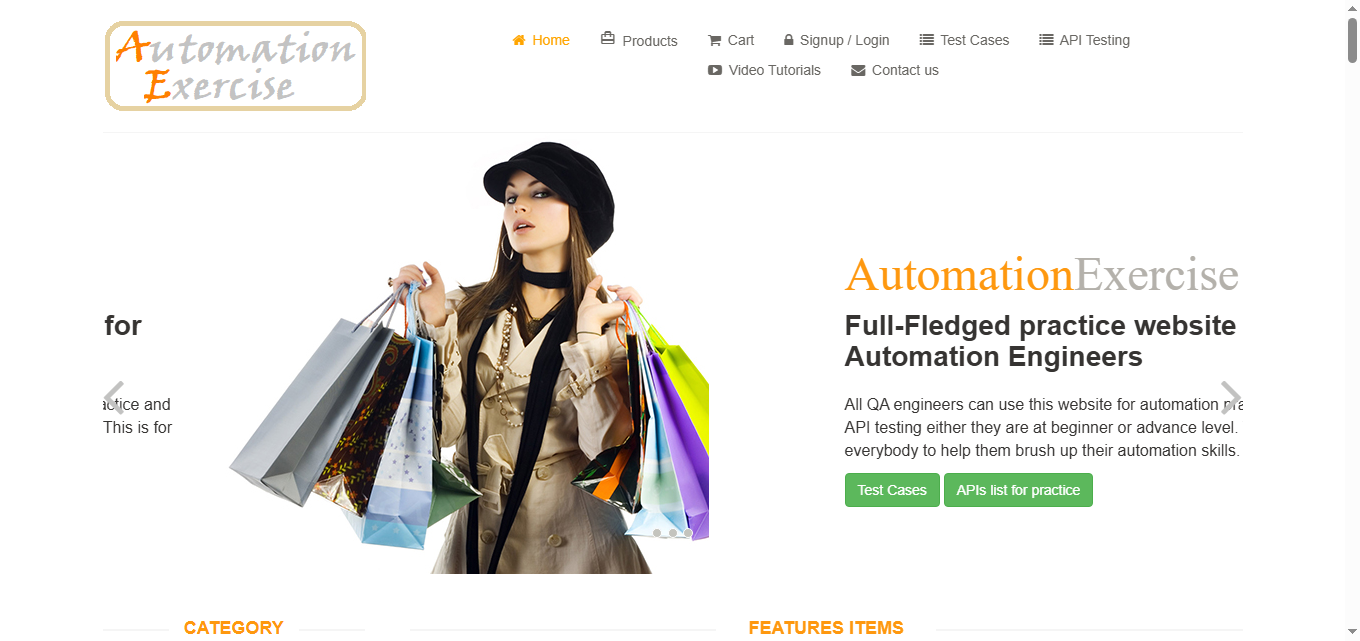 Automation
Exercise
Home
Products
Cart
Signup / Login
Test Cases
API Testing
Video Tutorials
Contact us
for
actice and
This is for
AutomationExercise
Full-Fledged practice website
Automation Engineers
All QA engineers can use this website for automation pra
API testing either they are at beginner or advance level.
everybody to help them brush up their automation skills.
Test Cases
APIs list for practice
CATEGORY
FEATURES ITEMS